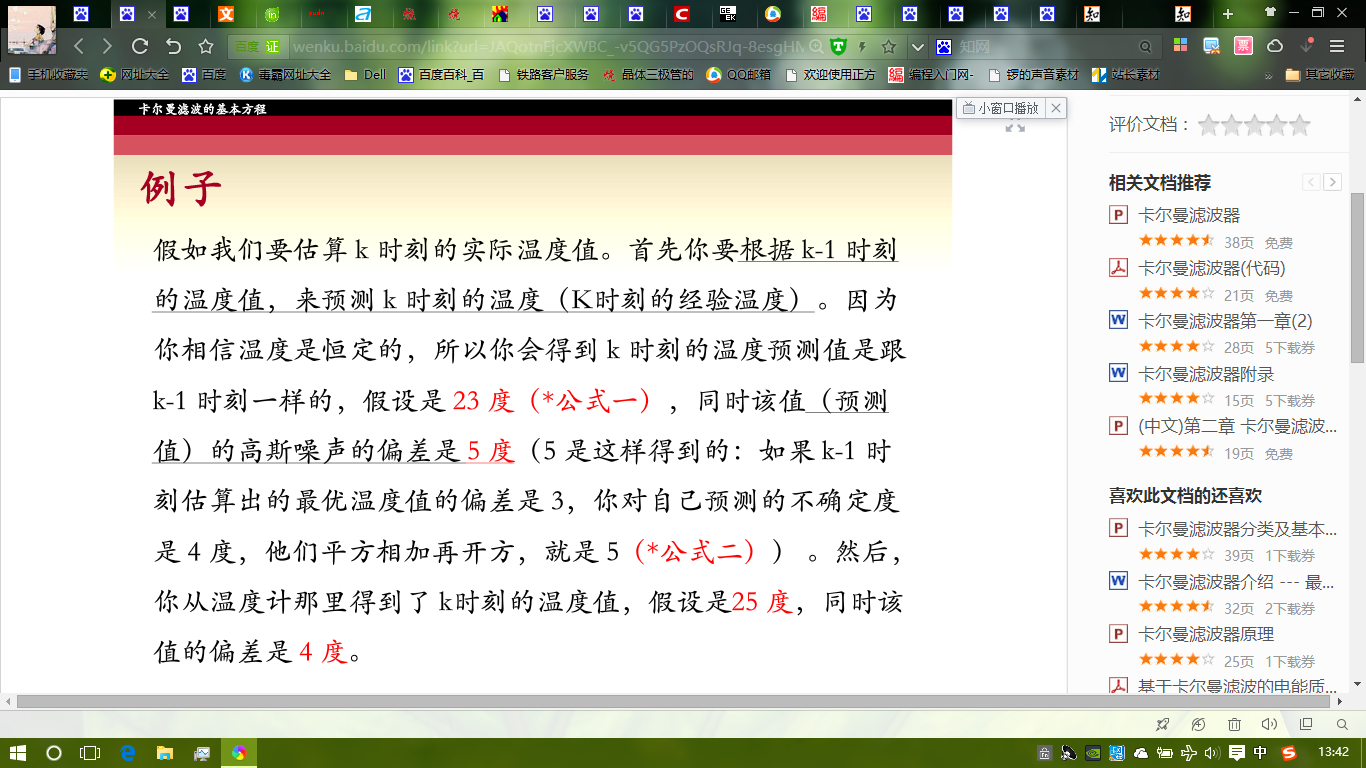 百度 证 wenku.baidu.com/link?url=JAQotnEjcXWBC_-v5QG5PzOQsRJq-8esgHM 知网
手机收藏夹 网址大全 百度 毒霸网址大全 Dell 百度百科_百 铁路客户服务 晶体三极管的 QQ邮箱 欢迎使用正方 编程入门网- 锣的声音素材 站长素材 » 其它收藏
卡尔曼滤波的基本方程
小窗口播放
例子
假如我们要估算 k 时刻的实际温度值。首先你要根据 k-1 时刻
的温度值，来预测 k 时刻的温度（K时刻的经验温度）。因为
你相信温度是恒定的，所以你会得到 k 时刻的温度预测值是跟
k-1 时刻一样的，假设是 23 度（*公式一），同时该值（预测
值）的高斯噪声的偏差是 5 度（5 是这样得到的：如果 k-1 时
刻估算出的最优温度值的偏差是 3，你对自己预测的不确定度
是 4 度，他们平方相加再开方，就是 5（*公式二））。然后，
你从温度计那里得到了 k时刻的温度值，假设是25 度，同时该
值的偏差是 4 度。
评价文档：
相关文档推荐
卡尔曼滤波器
38页 免费
卡尔曼滤波器(代码)
21页 免费
卡尔曼滤波器第一章(2)
28页 5下载券
卡尔曼滤波器附录
15页 5下载券
(中文)第二章 卡尔曼滤波...
19页 免费
喜欢此文档的还喜欢
卡尔曼滤波器分类及基本...
39页 1下载券
卡尔曼滤波器介绍 --- 最...
32页 2下载券
卡尔曼滤波器原理
25页 1下载券
基于卡尔曼滤波的电能质...
中
13:42